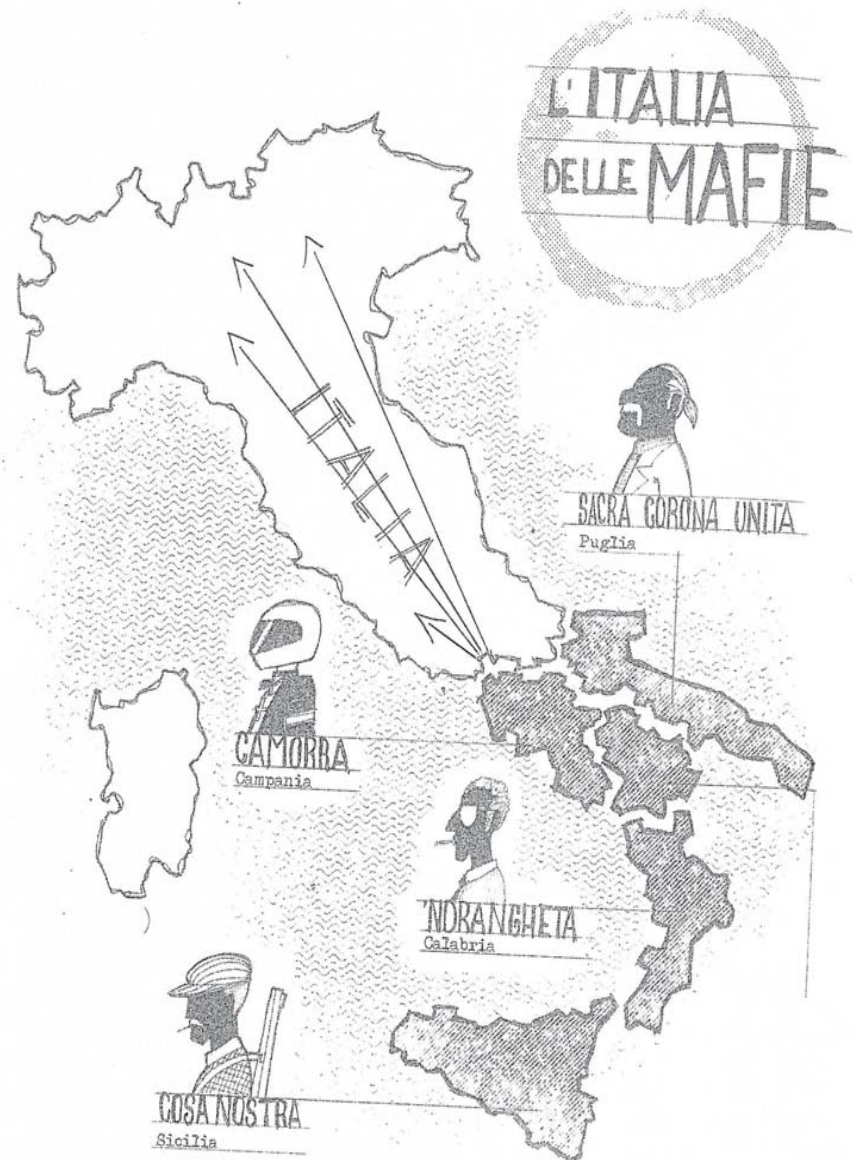 L'ITALIA
DELLE MAFIE
ITALIA
SACRA CORONA UNITA
Puglia
CAMORRA
Campania
'NDRANGHETA
Calabria
COSA NOSTRA
Sicilia